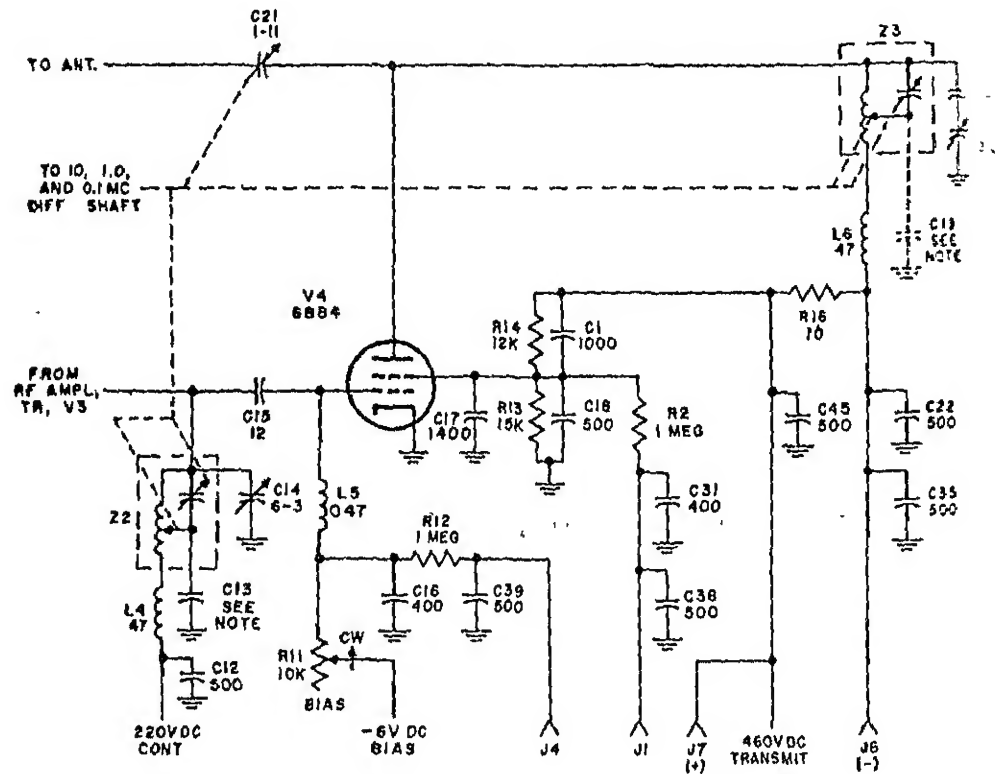 C21
1-11
TO ANT.
Z3
TO 10, 1.0,
AND 0.1 MC
DIFF SHAFT
L6
47
SEE
NOTE
V4
6884
R14
12K
C1
1000
R16
10
FROM
RF AMPL,
TR, V3
C15
12
C17
1400
R13
15K
C18
500
R2
1 MEG
C45
500
C22
500
Z2
C14
6-3
L5
047
R12
1 MEG
C31
400
C35
500
L4
47
C13
SEE
NOTE
C16
400
C39
500
C38
500
C12
500
R11
10K
CW
BIAS
220VDC
CONT
-6V DC
BIAS
J4
J1
J7
(+)
460VDC
TRANSMIT
J6
(-)